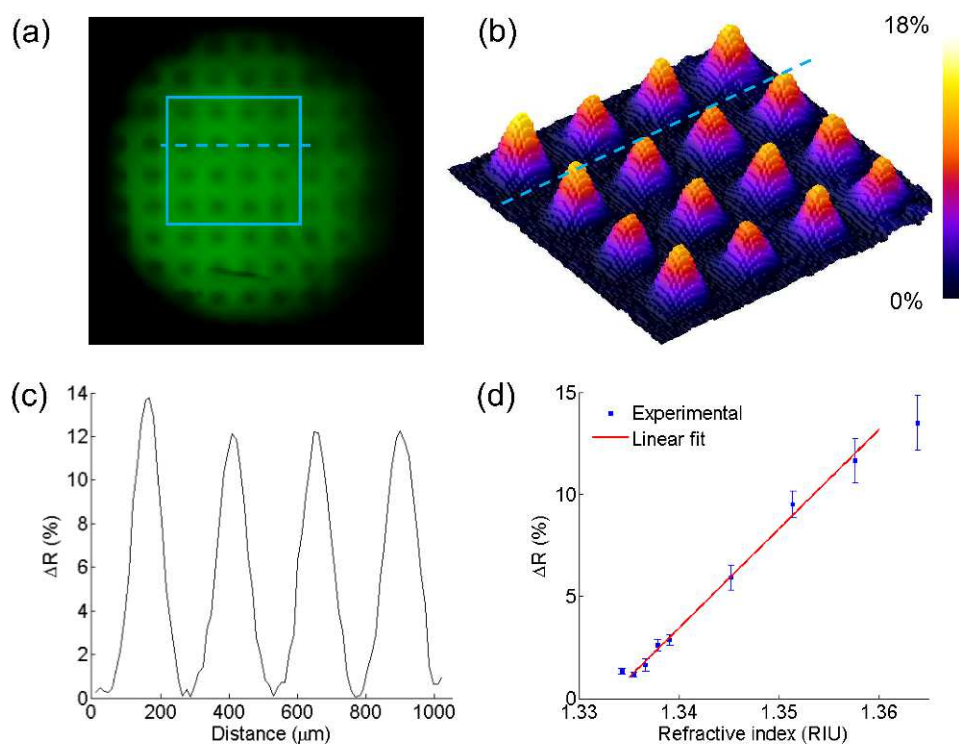 (a)
(b)
18%
0%
(c)
14
12
10
8
6
4
2
0
ΔR (%)
0
200
400
600
800
1000
Distance (μm)
(d)
15
10
5
0
ΔR (%)
Experimental
Linear fit
1.33
1.34
1.35
1.36
Refractive index (RIU)